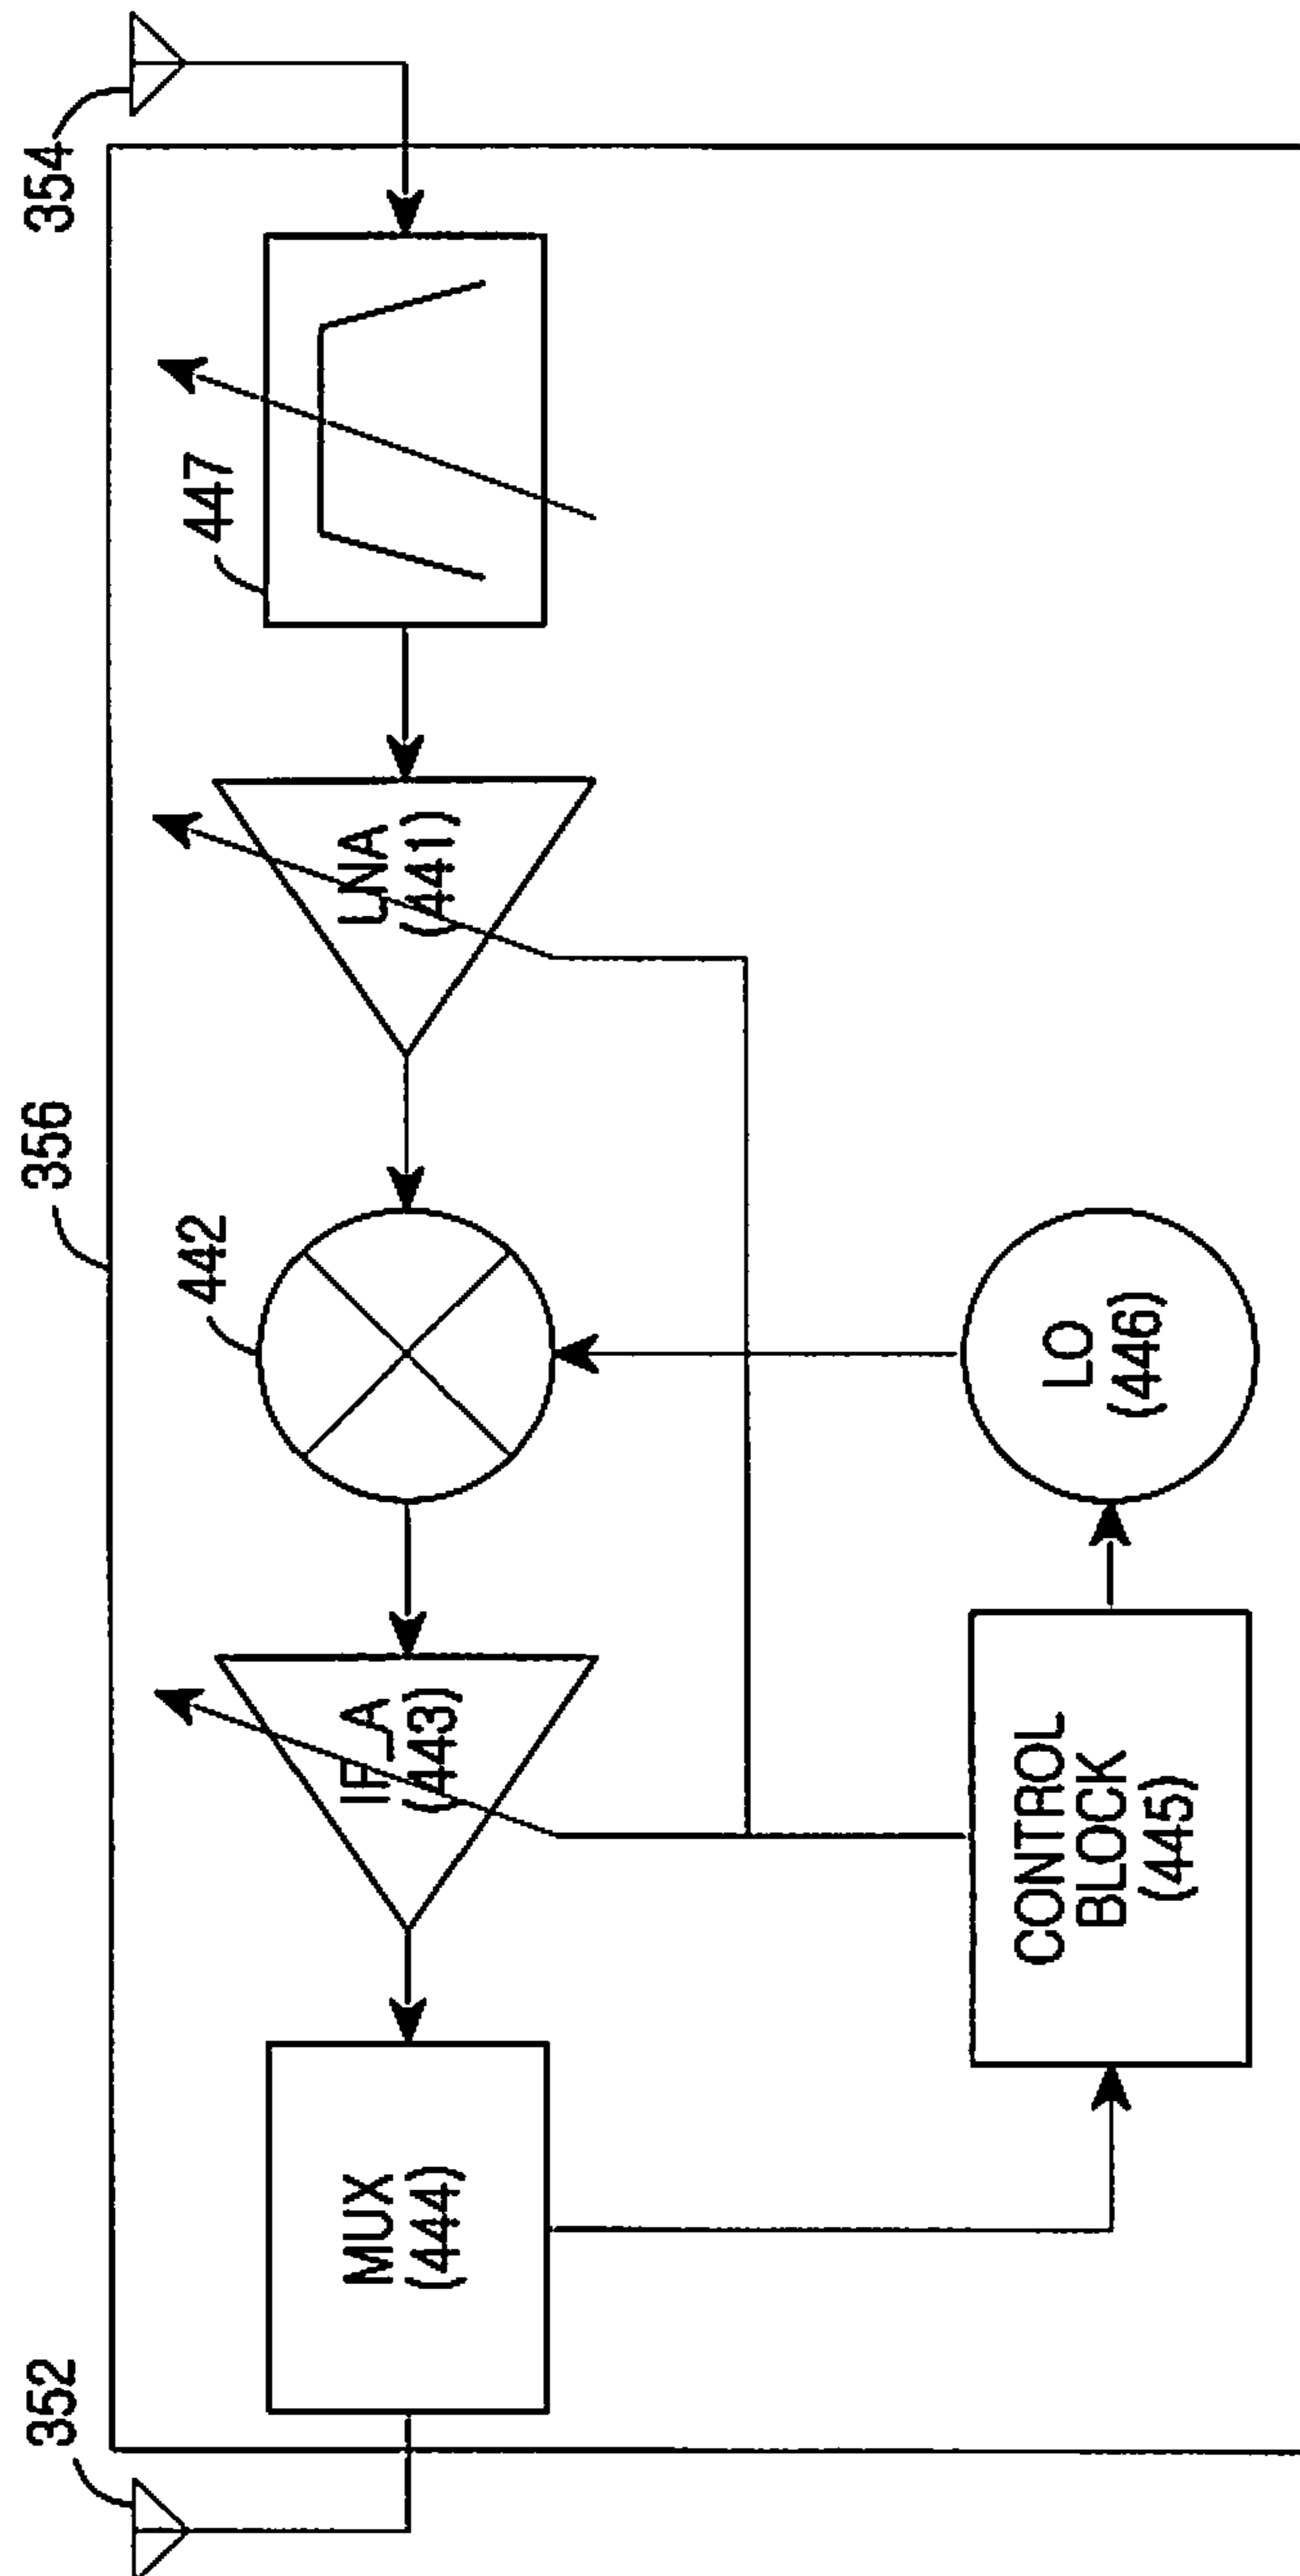 352
356
354
442
447
MUX
(444)
IF_A
(443)
LNA
(441)
CONTROL
BLOCK
(445)
LO
(446)